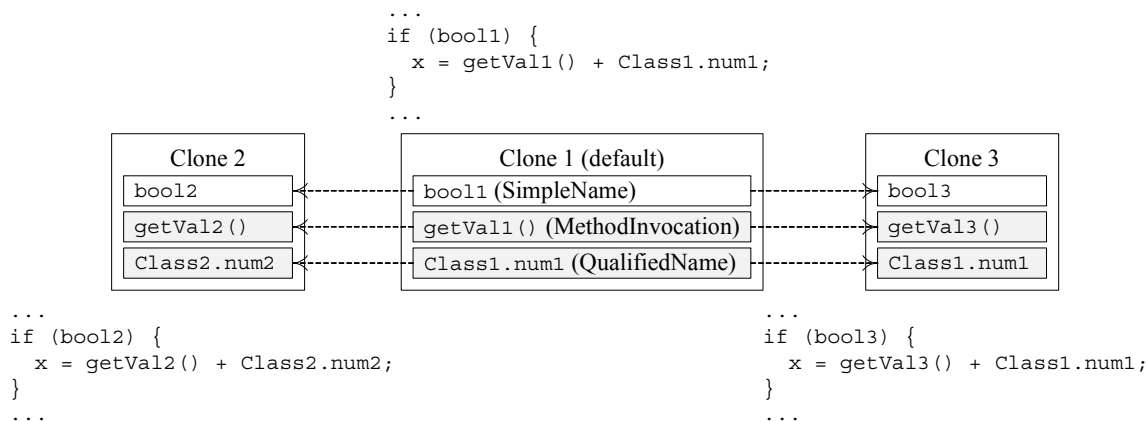 ...
if (bool1) {
  x = getVal1() + Class1.num1;
}
...
Clone 2
bool2
getVal2()
Class2.num2
Clone 1 (default)
bool1 (SimpleName)
getVal1() (MethodInvocation)
Class1.num1 (QualifiedName)
Clone 3
bool3
getVal3()
Class1.num1
...
if (bool2) {
  x = getVal2() + Class2.num2;
}
...
...
if (bool3) {
  x = getVal3() + Class1.num1;
}
...